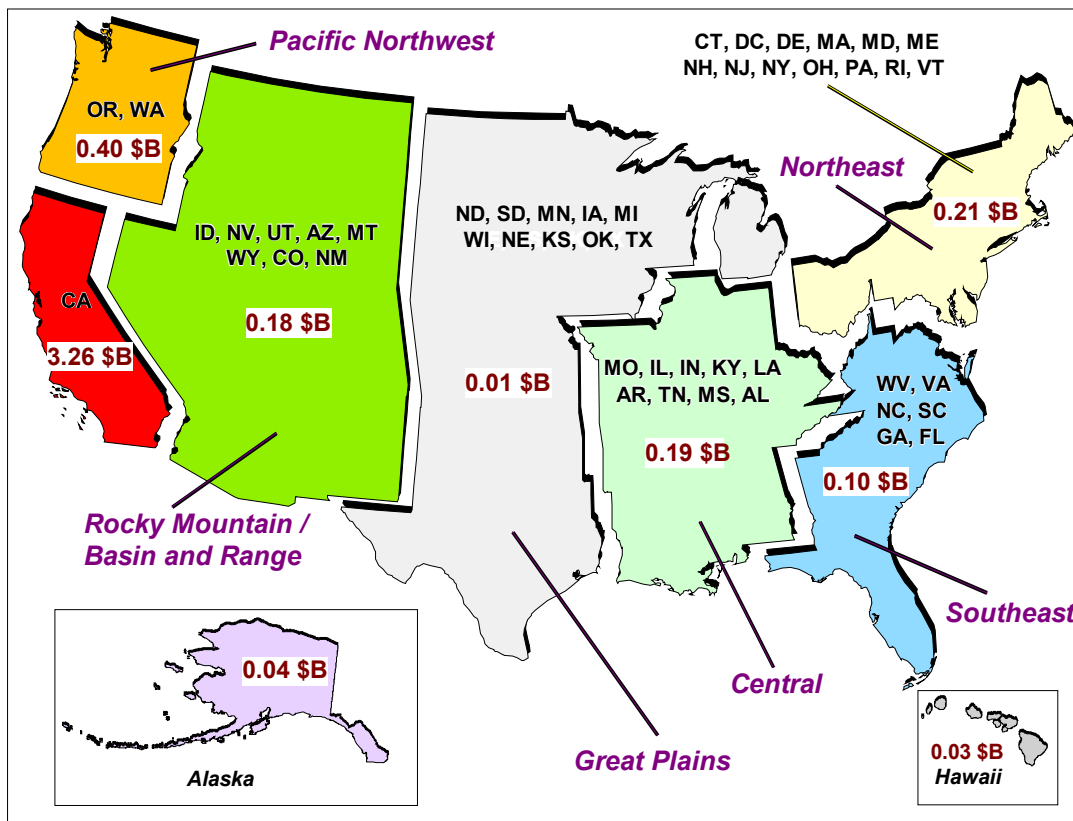 Pacific Northwest
CT, DC, DE, MA, MD, ME
NH, NJ, NY, OH, PA, RI, VT
OR, WA
0.40 $B
Northeast
0.21 $B
ND, SD, MN, IA, MI
WI, NE, KS, OK, TX
ID, NV, UT, AZ, MT
WY, CO, NM
CA
0.18 $B
3.26 $B
0.01 $B
MO, IL, IN, KY, LA
AR, TN, MS, AL
0.19 $B
WV, VA
NC, SC
GA, FL
0.10 $B
Rocky Mountain /
Basin and Range
Southeast
0.04 $B
Alaska
Central
Great Plains
0.03 $B
Hawaii